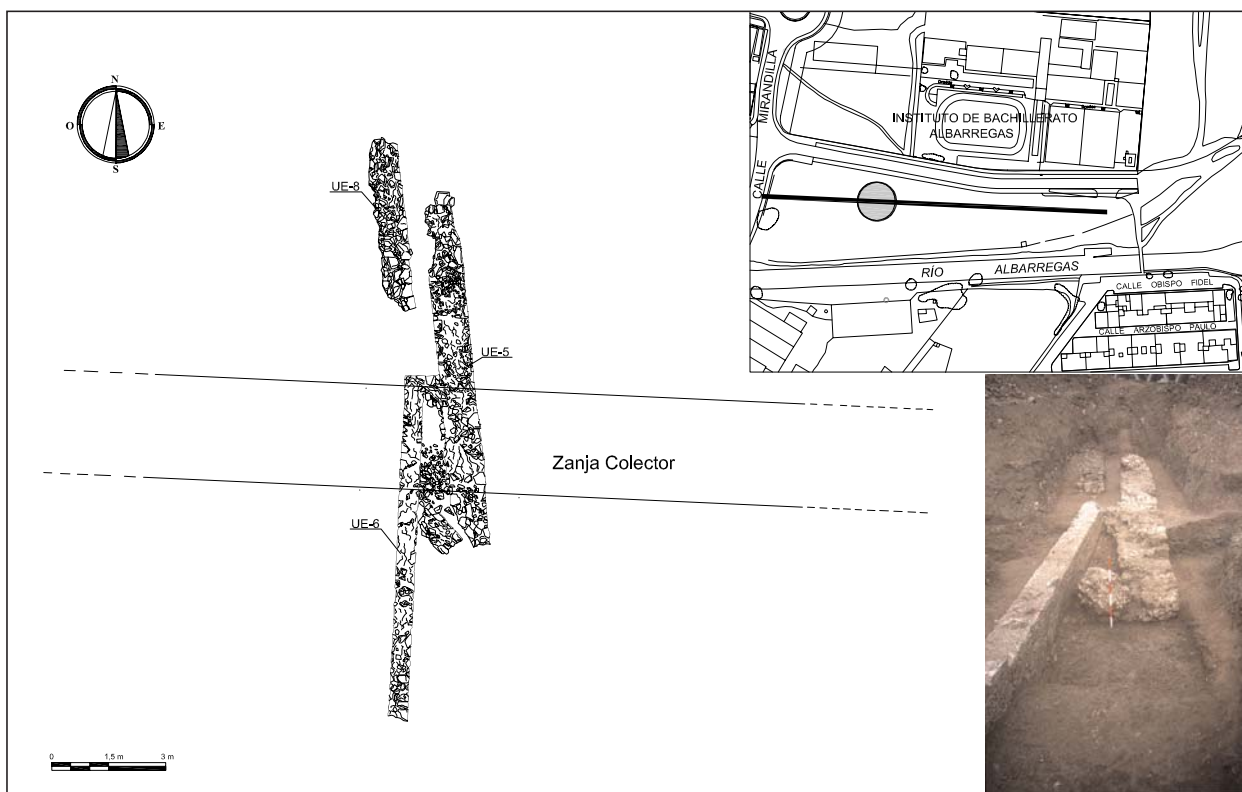 N
O
E
S
UE-8
UE-5
Zanja Colector
UE-6
0 1,5 m 3 m
CALLE MIRANDILLA
INSTITUTO DE BACHILLERATO
ALBARREGAS
RÍO ALBARREGAS
CALLE OBISPO FIDEL
CALLE ARZOBISPO PAULO